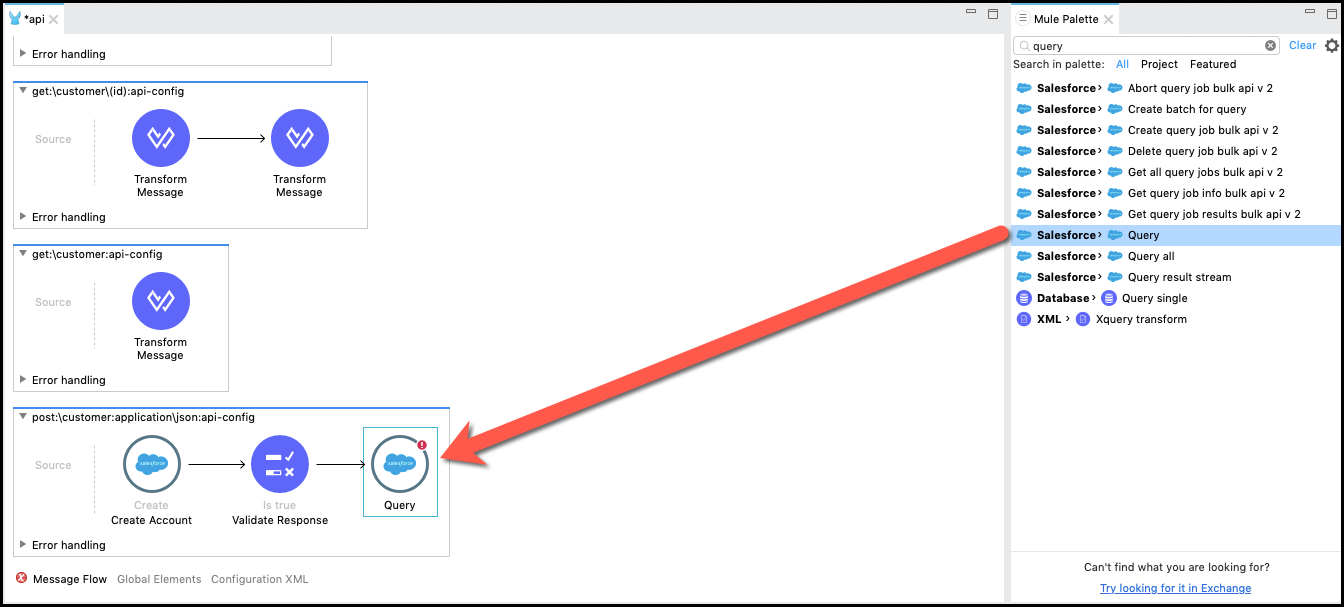 *api
Error handling
get:\customer\(id):api-config
Source
Transform
Message
Transform
Message
Error handling
get:\customer:api-config
Source
Transform
Message
Error handling
post:\customer:application\json:api-config
Source
salesforce
Create
Create Account
Is true
Validate Response
salesforce
Query
Error handling
Message Flow
Global Elements
Configuration XML
Mule Palette
query
Clear
Search in palette: All Project Featured
Salesforce› Abort query job bulk api v 2
Salesforce› Create batch for query
Salesforce› Create query job bulk api v 2
Salesforce› Delete query job bulk api v 2
Salesforce› Get all query jobs bulk api v 2
Salesforce› Get query job info bulk api v 2
Salesforce› Get query job results bulk api v 2
Salesforce› Query
Salesforce› Query all
Salesforce› Query result stream
Database› Query single
XML › Xquery transform
Can't find what you are looking for?
Try looking for it in Exchange